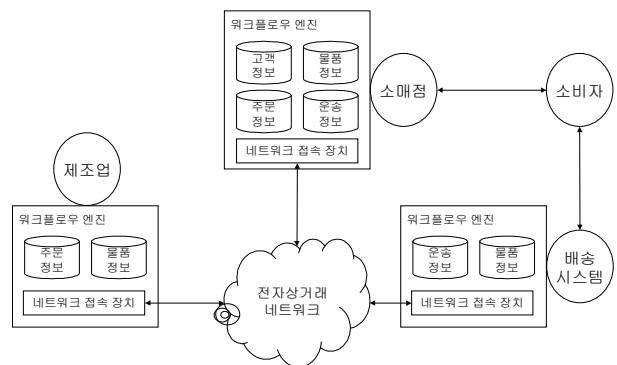 워크플로우 엔진
고객
정보
물품
정보
주문
정보
운송
정보
네트워크 접속 장치
소매점
소비자
제조업
워크플로우 엔진
주문
정보
물품
정보
네트워크 접속 장치
전자상거래
네트워크
워크플로우 엔진
운송
정보
물품
정보
네트워크 접속 장치
배송
시스템